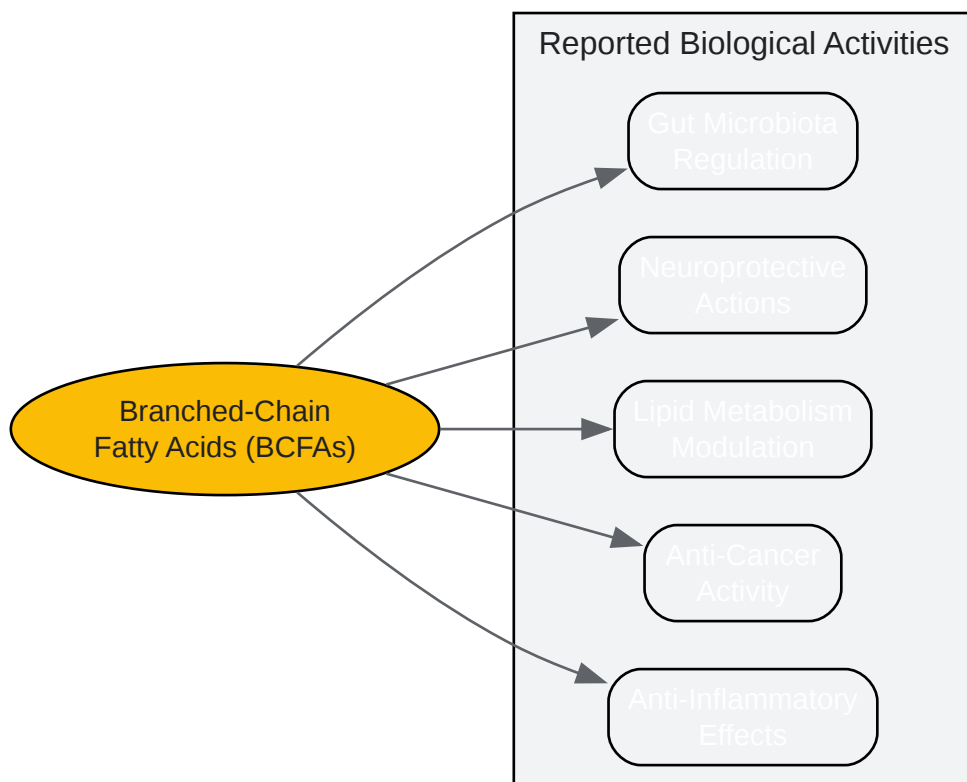 Reported Biological Activities
Gut Microbiota
Regulation
Neuroprotective
Actions
Branched-Chain
Fatty Acids (BCFAs)
Lipid Metabolism
Modulation
Anti-Cancer
Activity
Anti-Inflammatory
Effects